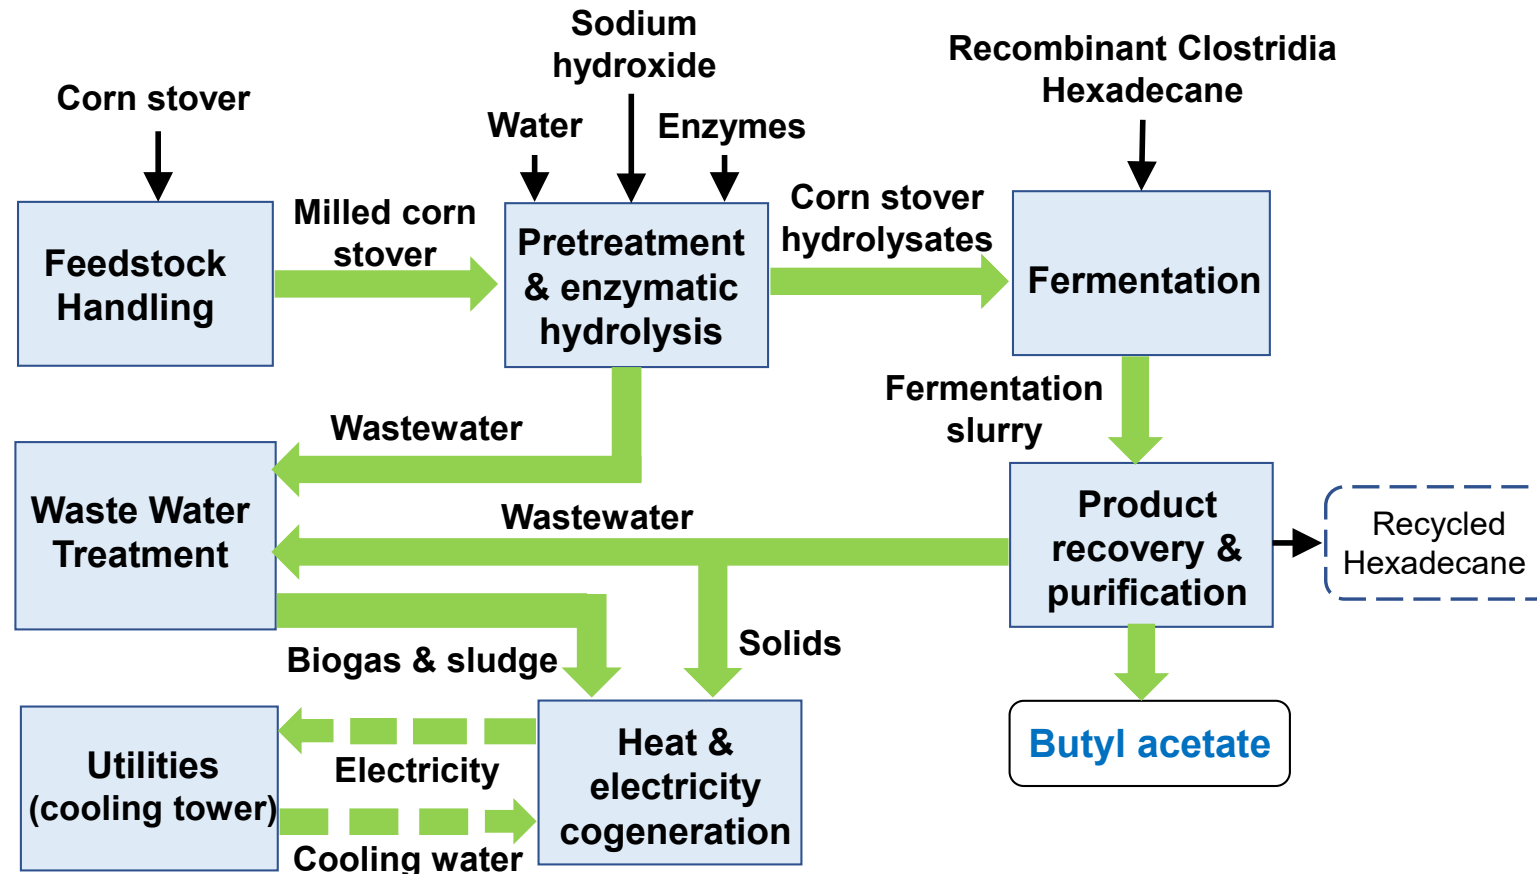 Sodium
hydroxide
Recombinant Clostridia
Hexadecane
Corn stover
Water
Enzymes
Feedstock
Handling
Milled corn
stover
Pretreatment
& enzymatic
hydrolysis
Corn stover
hydrolysates
Fermentation
Fermentation
slurry
Wastewater
Waste Water
Treatment
Wastewater
Product
recovery &
purification
Recycled
Hexadecane
Biogas & sludge
Solids
Butyl acetate
Utilities
(cooling tower)
Electricity
Cooling water
Heat &
electricity
cogeneration